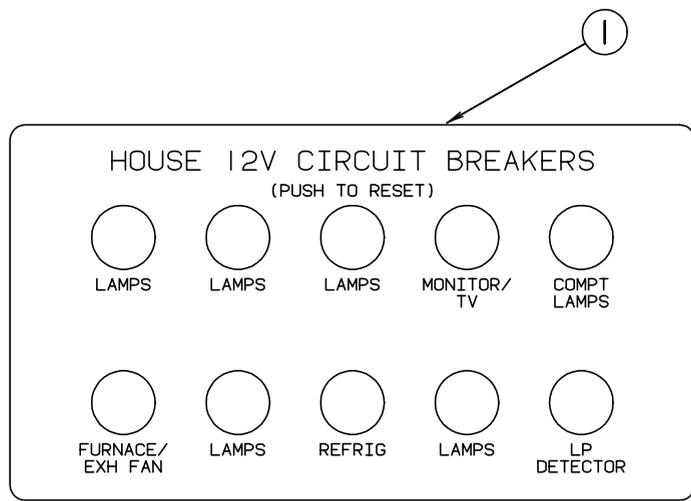 1
HOUSE 12V CIRCUIT BREAKERS
(PUSH TO RESET)
LAMPS LAMPS LAMPS MONITOR/ COMPT
TV LAMPS
FURNACE/ LAMPS REFRIG LAMPS LP
EXH FAN DETECTOR